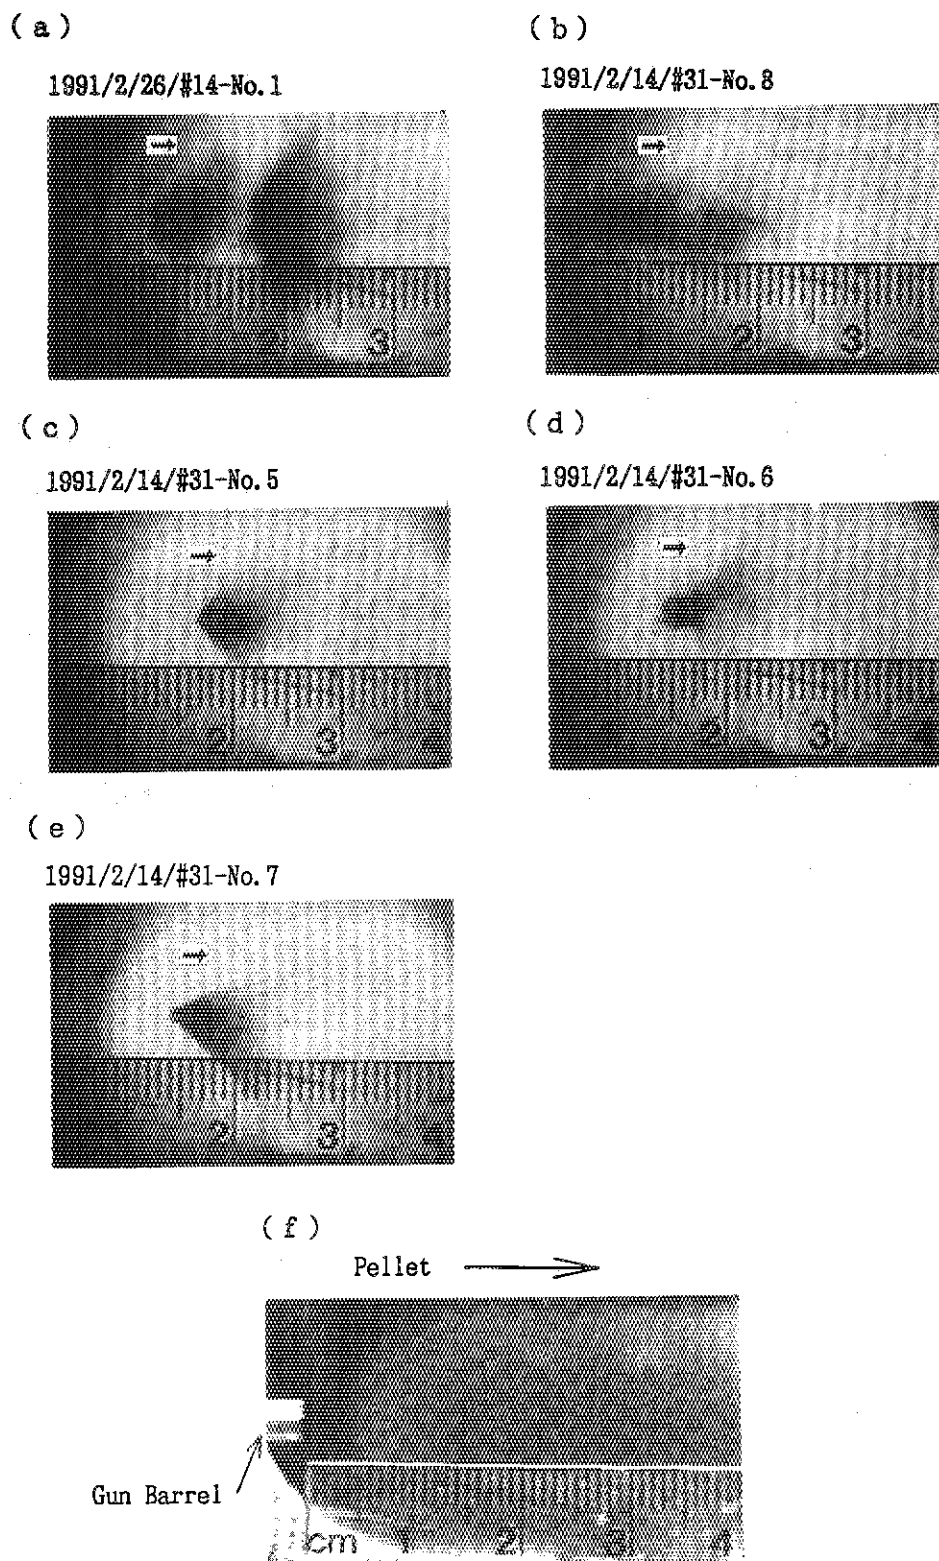 (a)
1991/2/26/#14-No.1
2 3
(b)
1991/2/14/#31-No.8
2 3
(c)
1991/2/14/#31-No.5
2 3 4
(d)
1991/2/14/#31-No.6
2 3 4
(e)
1991/2/14/#31-No.7
2 3 4
(f)
Pellet
Gun Barrel
cm 1 2 3 4